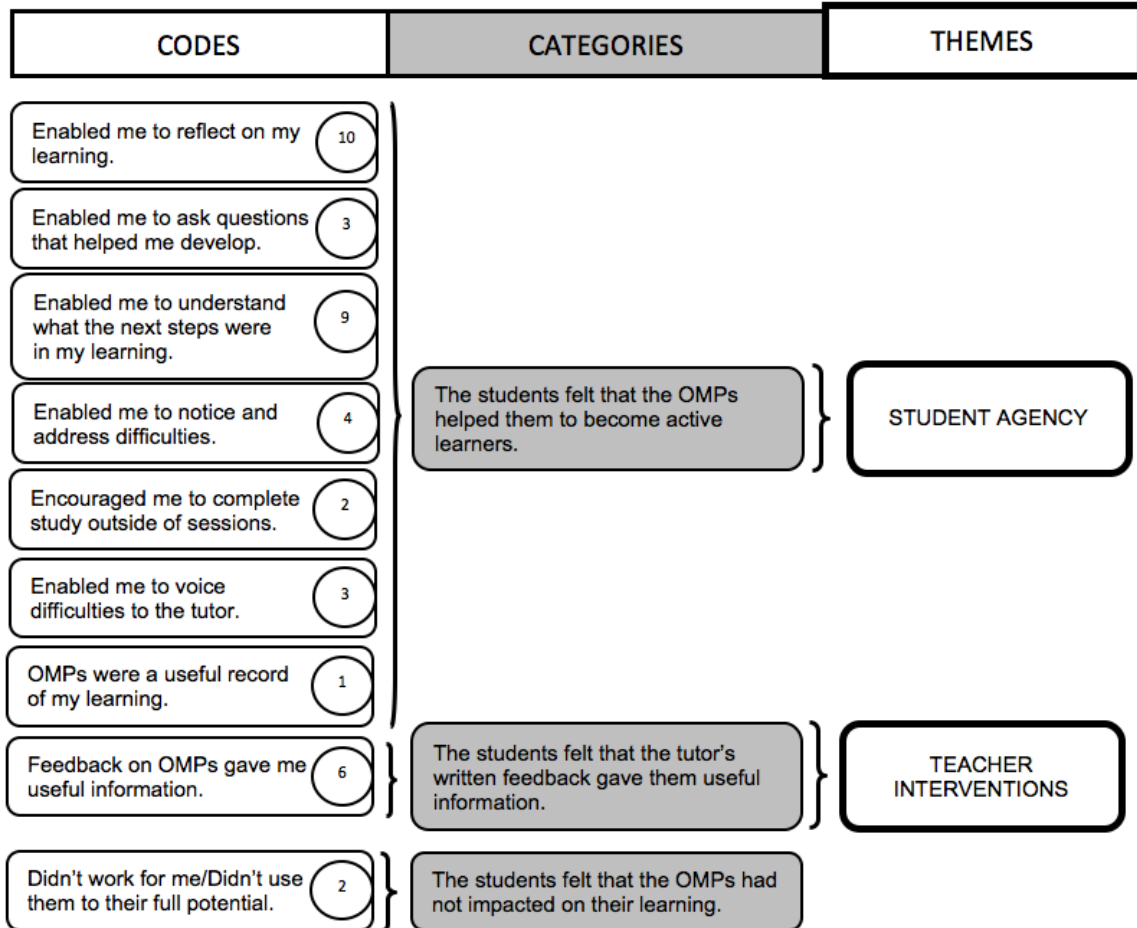 CODES
CATEGORIES
THEMES
Enabled me to reflect on my
learning.
10
Enabled me to ask questions
that helped me develop.
3
Enabled me to understand
what the next steps were
in my learning.
9
Enabled me to notice and
address difficulties.
4
Encouraged me to complete
study outside of sessions.
2
Enabled me to voice
difficulties to the tutor.
3
OMPs were a useful record
of my learning.
1
The students felt that the OMPs
helped them to become active
learners.
STUDENT AGENCY
Feedback on OMPs gave me
useful information.
6
The students felt that the tutor’s
written feedback gave them useful
information.
TEACHER
INTERVENTIONS
Didn’t work for me/Didn’t use
them to their full potential.
2
The students felt that the OMPs had
not impacted on their learning.